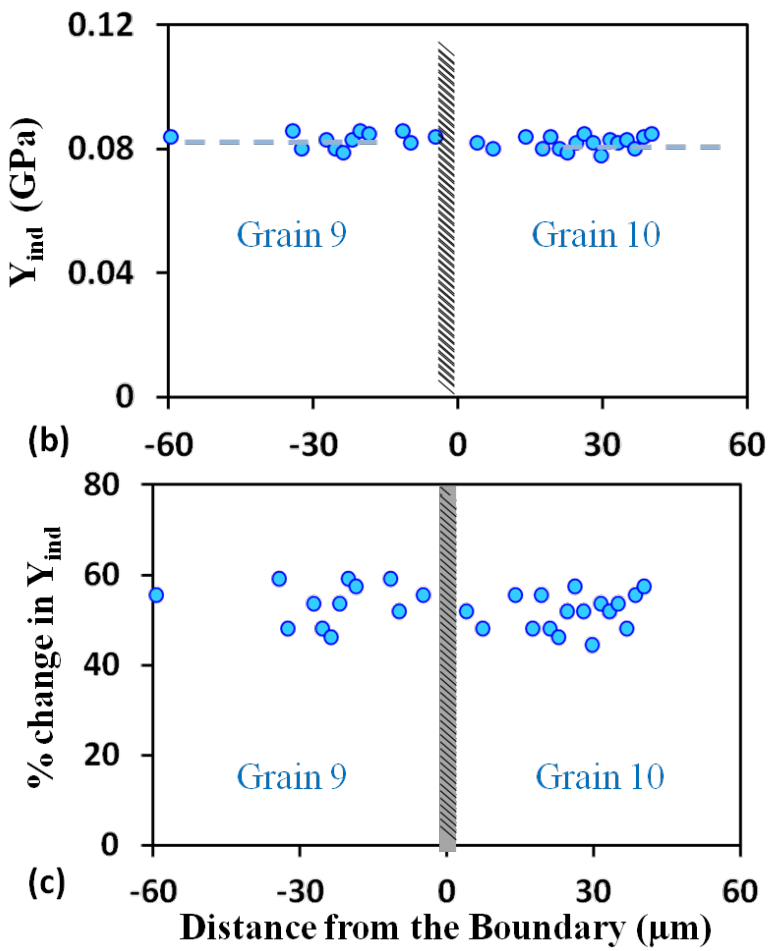 0.12
0.08
0.04
0
Y_ind (GPa)
Grain 9 Grain 10
-60 -30 0 30 60
(b)
80
60
40
20
0
% change in Y_ind
Grain 9 Grain 10
-60 -30 0 30 60
(c)
Distance from the Boundary (µm)